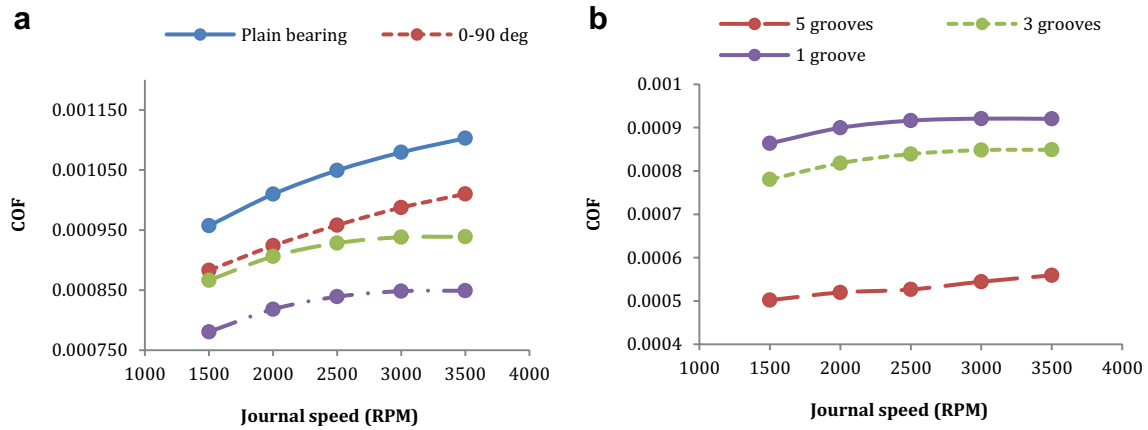 a
Plain bearing
0-90 deg
0.001150
0.001050
0.000950
0.000850
0.000750
COF
1000 1500 2000 2500 3000 3500 4000
Journal speed (RPM)
b
5 grooves
3 grooves
1 groove
0.001
0.0009
0.0008
0.0007
0.0006
0.0005
0.0004
COF
1000 1500 2000 2500 3000 3500 4000
Journal speed (RPM)